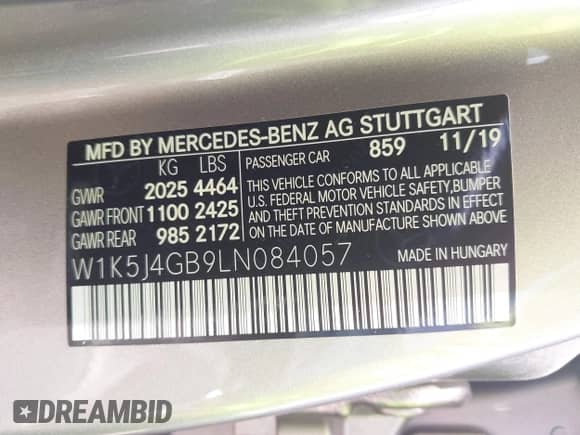 MFD BY MERCEDES-BENZ AG STUTTGART
KG LBS PASSENGER CAR 859 11/19
GVWR 2025 4464
GAWR FRONT 1100 2425
GAWR REAR 985 2172
THIS VEHICLE CONFORMS TO ALL APPLICABLE
U.S. FEDERAL MOTOR VEHICLE SAFETY,BUMPER
AND THEFT PREVENTION STANDARDS IN EFFECT
ON THE DATE OF MANUFACTURE SHOWN ABOVE
W1K5J4GB9LN084057 MADE IN HUNGARY
DREAMBID